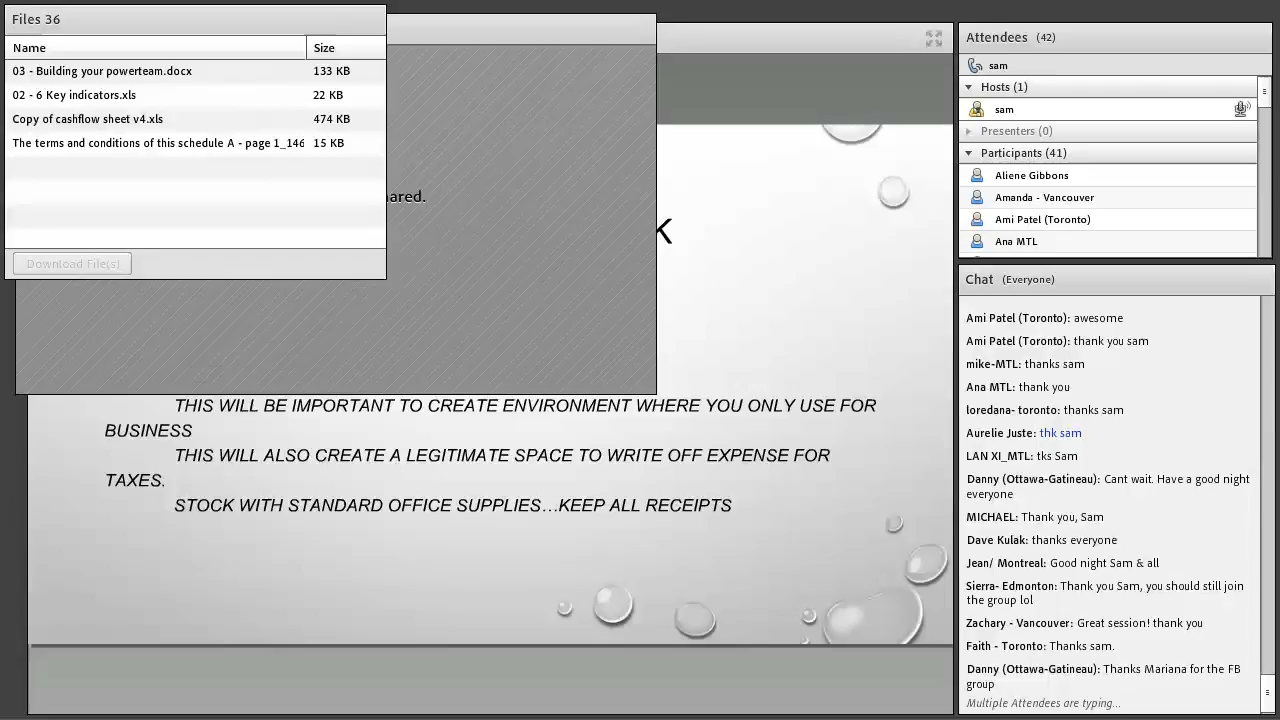 Files 36
Name Size
03 - Building your powerteam.docx 133 KB
02 - 6 Key indicators.xls 22 KB
Copy of cashflow sheet v4.xls 474 KB
The terms and conditions of this schedule A - page 1_146 15 KB
Download File(s)
ared.
K
THIS WILL BE IMPORTANT TO CREATE ENVIRONMENT WHERE YOU ONLY USE FOR
BUSINESS
THIS WILL ALSO CREATE A LEGITIMATE SPACE TO WRITE OFF EXPENSE FOR
TAXES.
STOCK WITH STANDARD OFFICE SUPPLIES…KEEP ALL RECEIPTS
Attendees (42)
sam
Hosts (1)
sam
Presenters (0)
Participants (41)
Aliene Gibbons
Amanda - Vancouver
Ami Patel (Toronto)
Ana MTL
Chat (Everyone)
Ami Patel (Toronto): awesome
Ami Patel (Toronto): thank you sam
mike-MTL: thanks sam
Ana MTL: thank you
loredana- toronto: thanks sam
Aurelie Juste: thk sam
LAN XI_MTL: tks Sam
Danny (Ottawa-Gatineau): Cant wait. Have a good night
everyone
MICHAEL: Thank you, Sam
Dave Kulak: thanks everyone
Jean/ Montreal: Good night Sam & all
Sierra- Edmonton: Thank you Sam, you should still join
the group lol
Zachary - Vancouver: Great session! thank you
Faith - Toronto: Thanks sam.
Danny (Ottawa-Gatineau): Thanks Mariana for the FB
group
Multiple Attendees are typing...